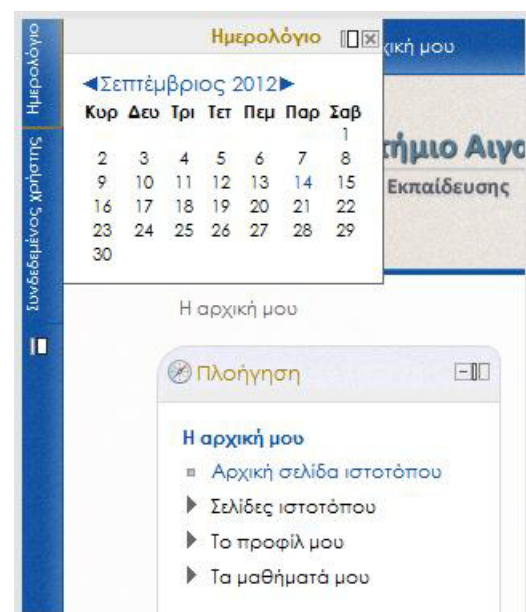 Ημερολόγιο
Συνδεδεμένος χρήστης
Ημερολόγιο
◄Σεπτέμβριος 2012►
Κυρ Δευ Τρι Τετ Πεμ Παρ Σαβ
1
2 3 4 5 6 7 8
9 10 11 12 13 14 15
16 17 18 19 20 21 22
23 24 25 26 27 28 29
30
μου
Εκπαίδευσης
Η αρχική μου
Πλοήγηση
Η αρχική μου
Αρχική σελίδα ιστοτόπου
Σελίδες ιστοτόπου
Το προφίλ μου
Τα μαθήματά μου